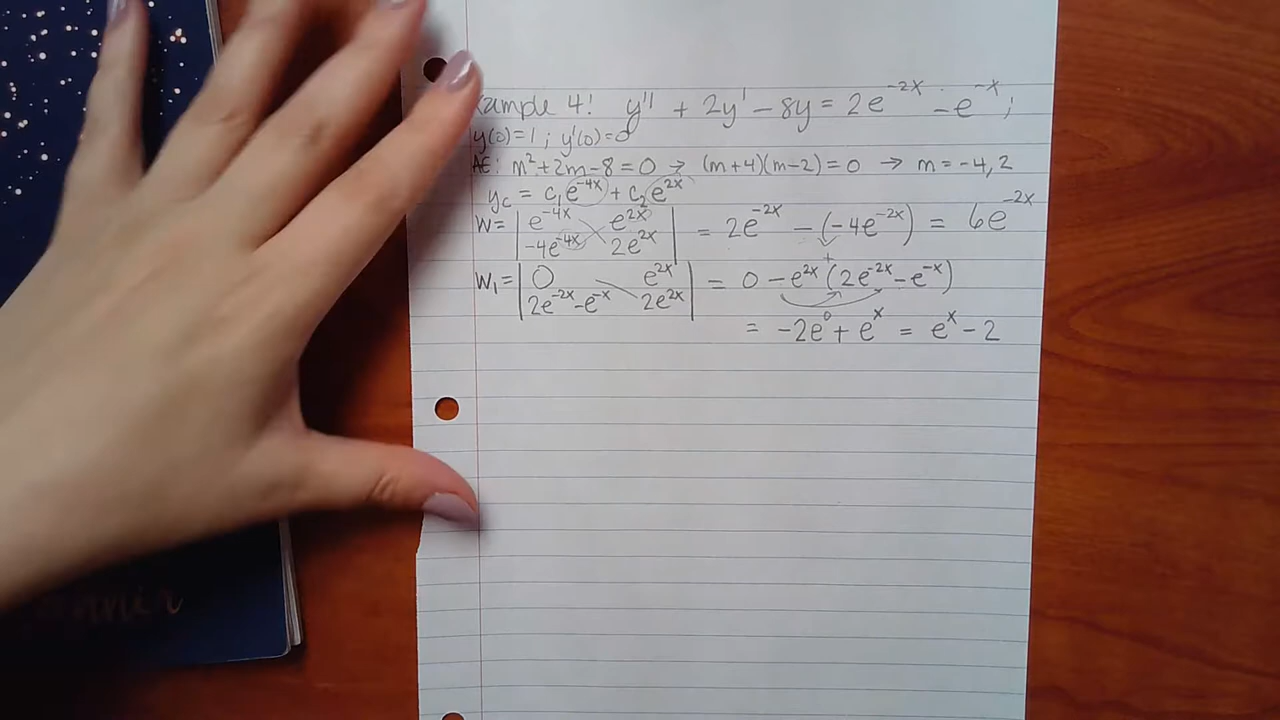 xample 4! y'' + 2y' − 8y = 2e^{-2x} − e^{-x};
y(0)=1; y'(0)=0
AE: m² + 2m − 8 = 0 → (m+4)(m−2) = 0 → m = −4, 2
y_c = c₁e^{-4x} + c₂e^{2x}
W = | e^{-4x} e^{2x} | = 2e^{-2x} − (−4e^{-2x}) = 6e^{-2x}
| −4e^{-4x} 2e^{2x} | +
W₁ = | 0 e^{2x} | = 0 − e^{2x}(2e^{-2x} − e^{-x})
| 2e^{-2x} − e^{-x} 2e^{2x} |
= −2e^0 + e^x = e^x − 2